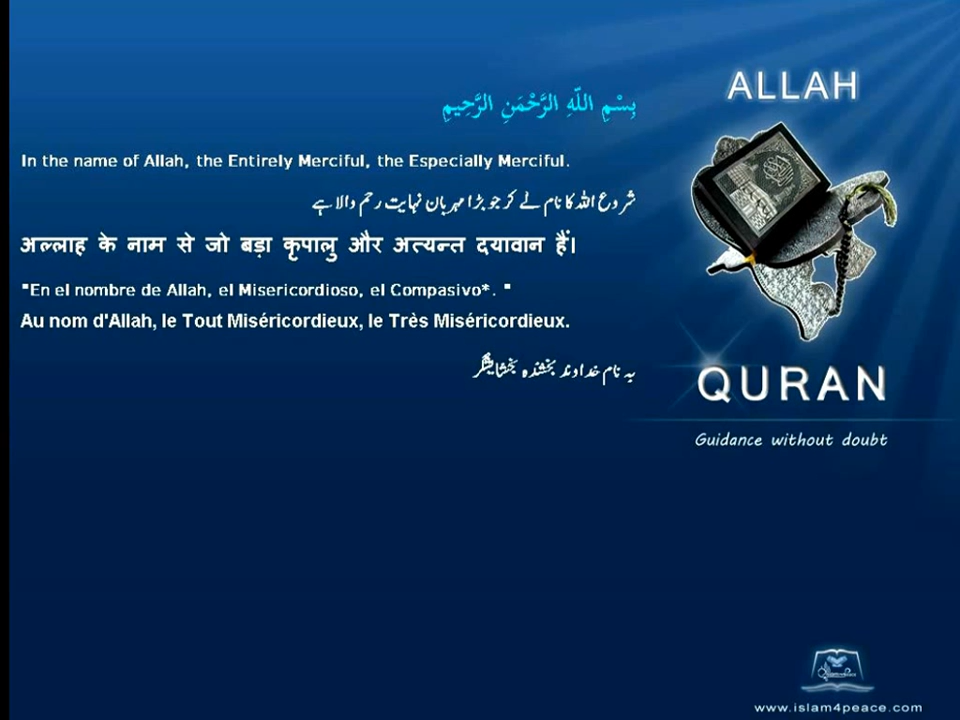 بِسْمِ اللَّهِ الرَّحْمَنِ الرَّحِيمِ
In the name of Allah, the Entirely Merciful, the Especially Merciful.
شروع اللہ کا نام لے کر جو بڑا مہربان نہایت رحم والا ہے
अल्लाह के नाम से जो बड़ा कृपालु और अत्यन्त दयावान हैं।
"En el nombre de Allah, el Misericordioso, el Compasivo*. "
Au nom d'Allah, le Tout Miséricordieux, le Très Miséricordieux.
به نام خداوند بخشنده بخشایشگر
ALLAH
QURAN
Guidance without doubt
www.islam4peace.com